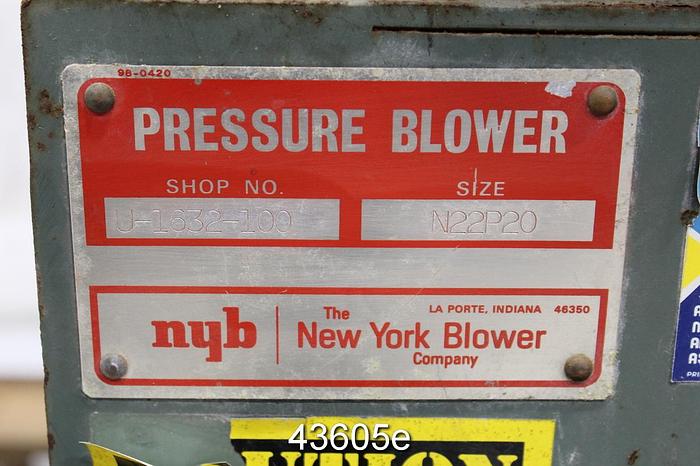 98-0420
PRESSURE BLOWER
SHOP NO. SIZE
U-1632-100 N22P20
LA PORTE, INDIANA 46350
nyb The
New York Blower
Company
43605e
UTION